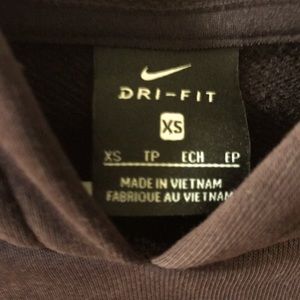 DRI-FIT
XS
XS TP ECH EP
MADE IN VIETNAM
FABRIQUE AU VIETNAM